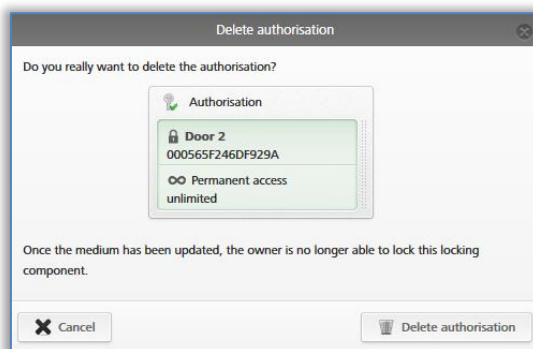 Delete authorisation
Do you really want to delete the authorisation?
Authorisation
Door 2
000565F246DF929A
Permanent access
unlimited
Once the medium has been updated, the owner is no longer able to lock this locking
component.
Cancel
Delete authorisation